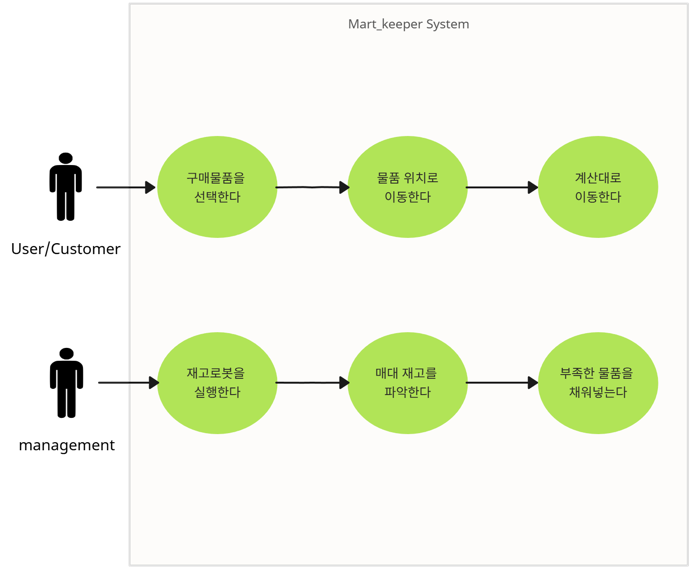 Mart_keeper System
구매물품을
선택한다
물품 위치로
이동한다
계산대로
이동한다
User/Customer
재고로봇을
실행한다
매대 재고를
파악한다
부족한 물품을
채워넣는다
management